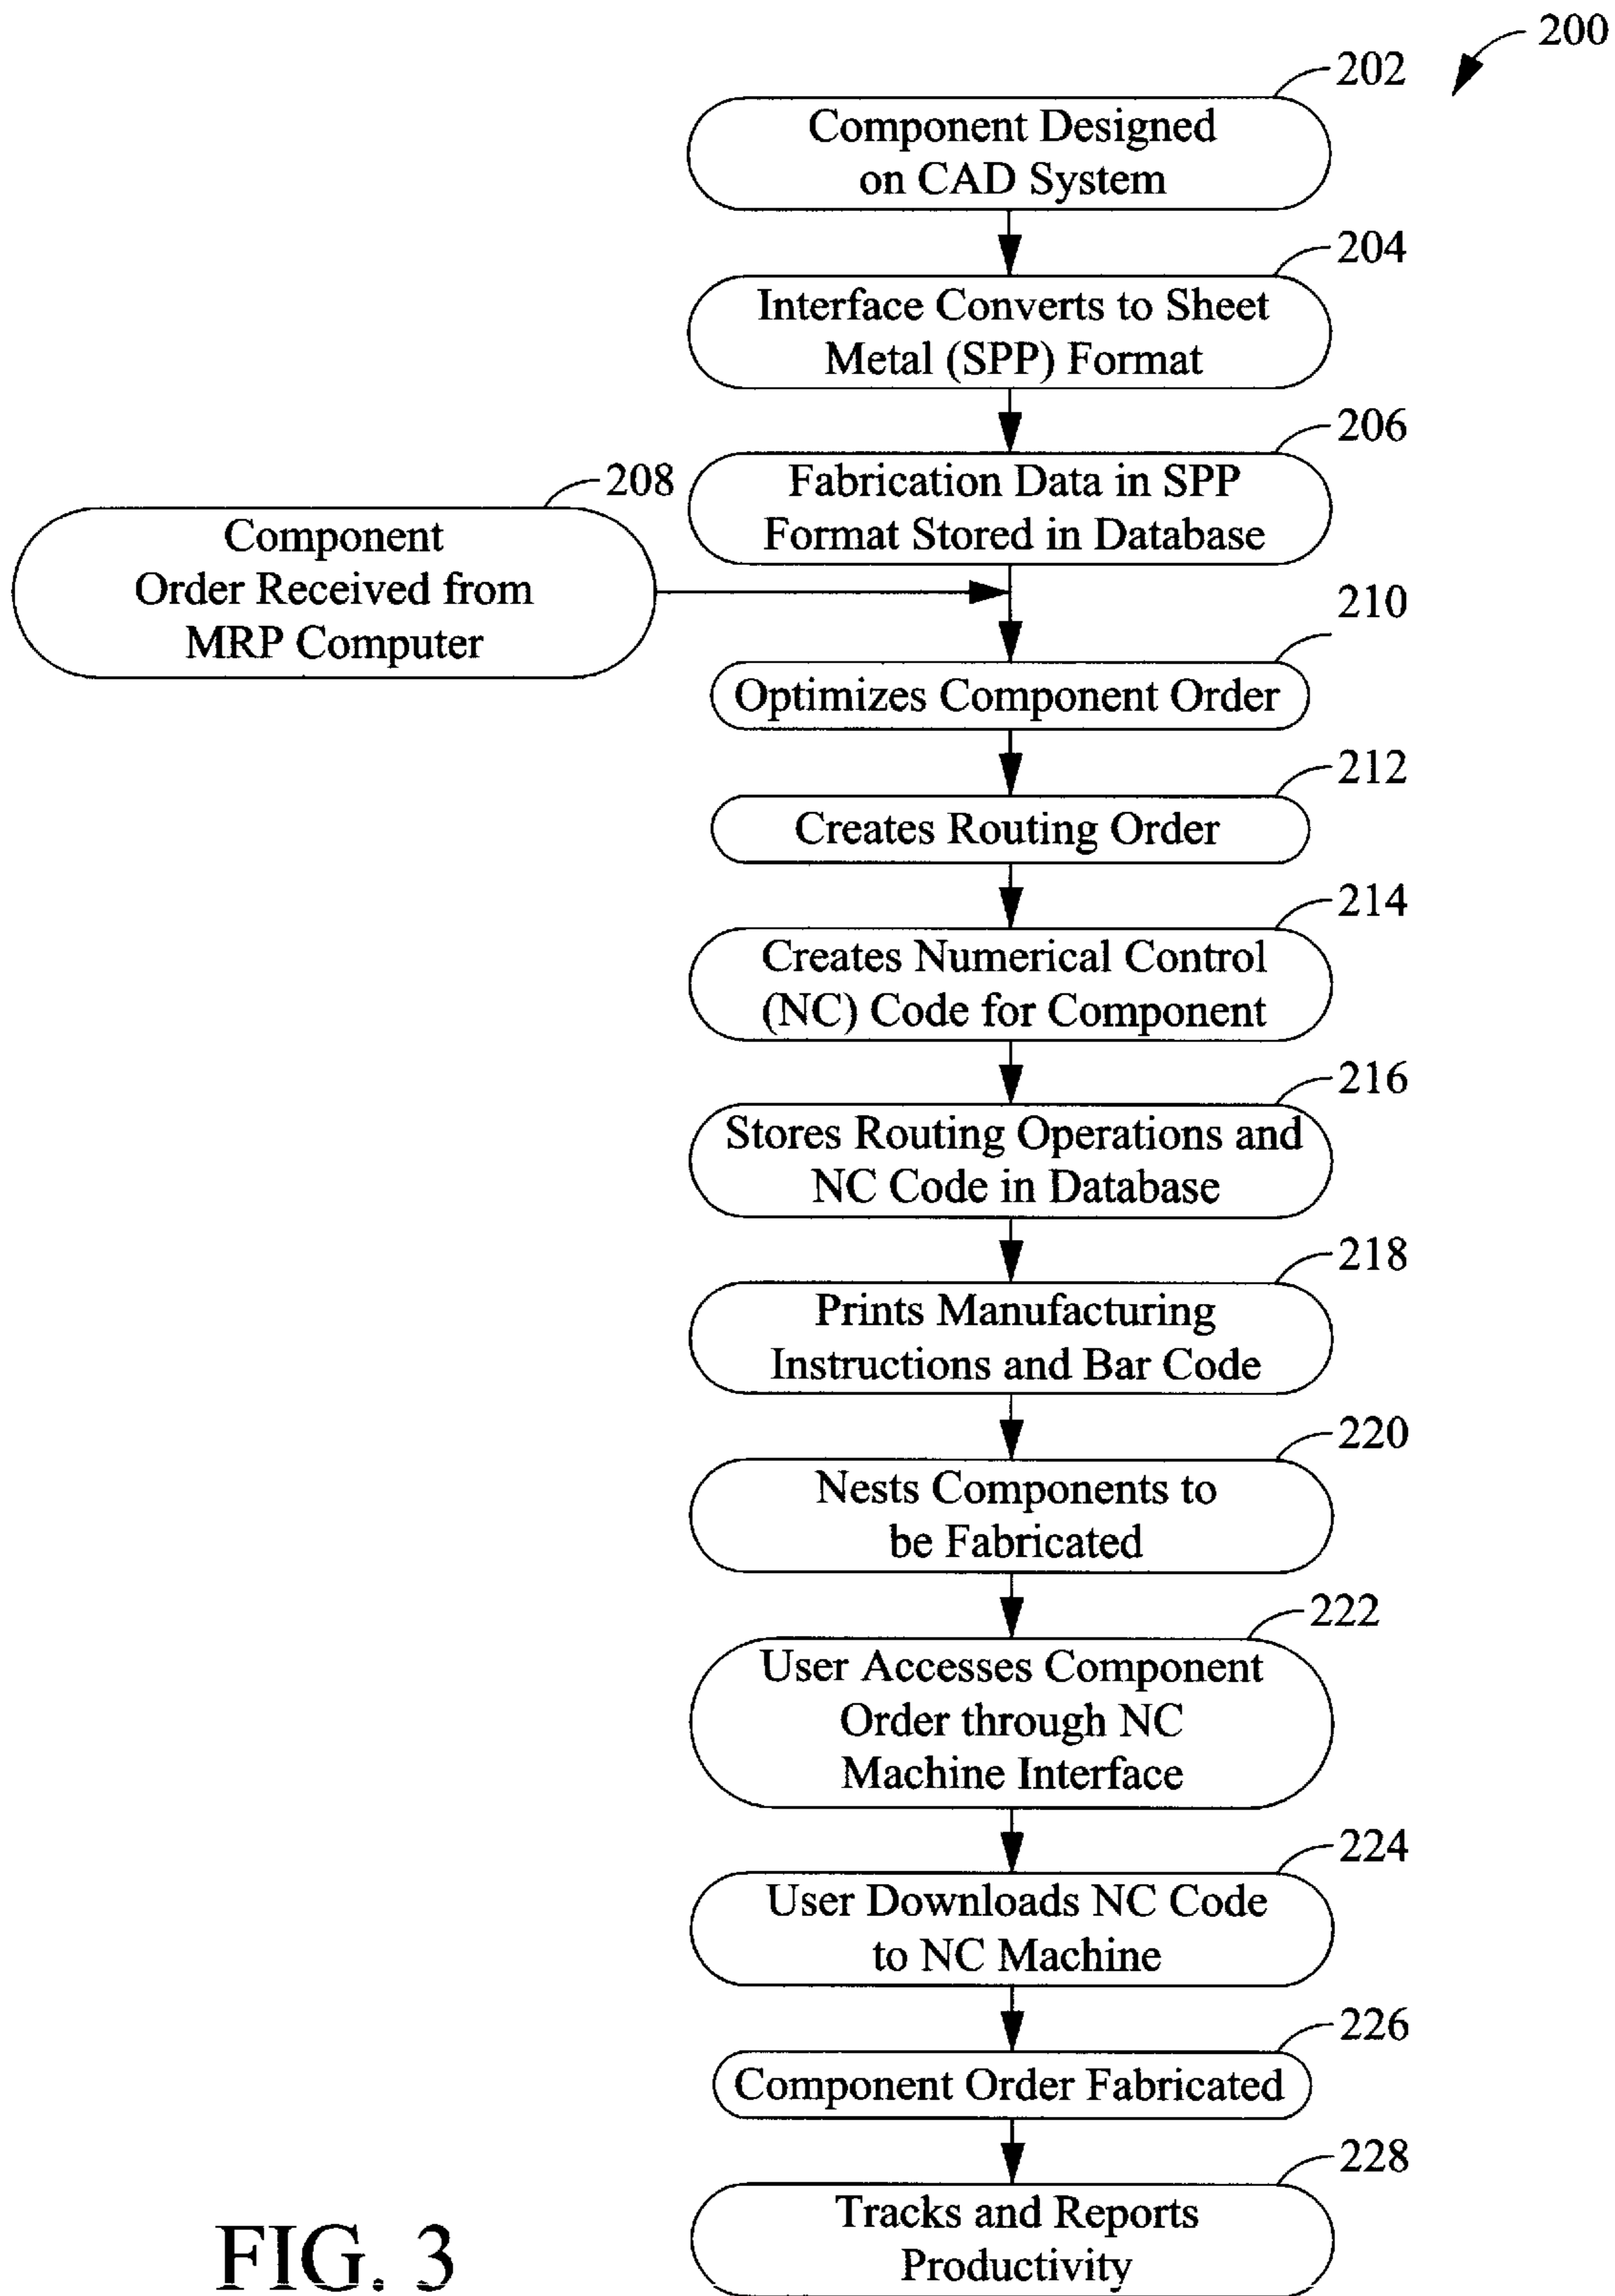 200
202
Component Designed
on CAD System
204
Interface Converts to Sheet
Metal (SPP) Format
206
Fabrication Data in SPP
Format Stored in Database
208
Component
Order Received from
MRP Computer
210
Optimizes Component Order
212
Creates Routing Order
214
Creates Numerical Control
(NC) Code for Component
216
Stores Routing Operations and
NC Code in Database
218
Prints Manufacturing
Instructions and Bar Code
220
Nests Components to
be Fabricated
222
User Accesses Component
Order through NC
Machine Interface
224
User Downloads NC Code
to NC Machine
226
Component Order Fabricated
228
Tracks and Reports
Productivity
FIG. 3